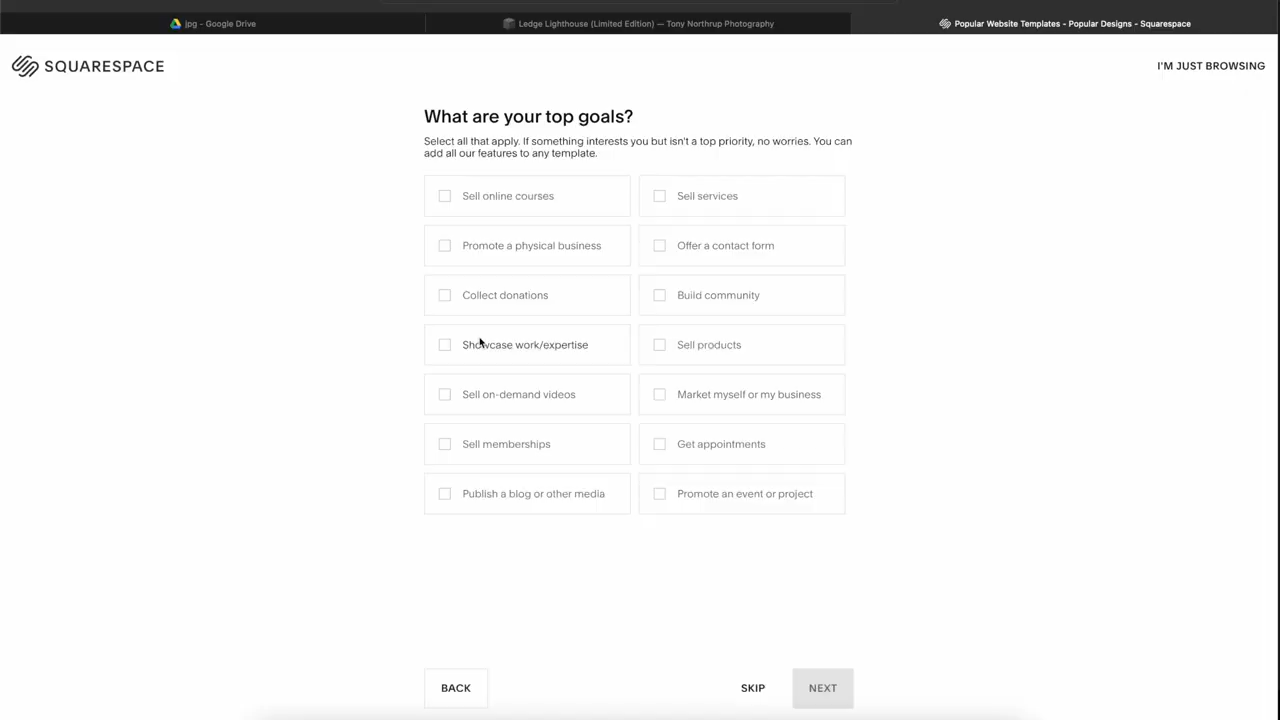 jpg - Google Drive
Ledge Lighthouse (Limited Edition) — Tony Northrup Photography
Popular Website Templates - Popular Designs - Squarespace
SQUARESPACE
I'M JUST BROWSING
What are your top goals?
Select all that apply. If something interests you but isn't a top priority, no worries. You can
add all our features to any template.
Sell online courses
Sell services
Promote a physical business
Offer a contact form
Collect donations
Build community
Showcase work/expertise
Sell products
Sell on-demand videos
Market myself or my business
Sell memberships
Get appointments
Publish a blog or other media
Promote an event or project
BACK
SKIP
NEXT